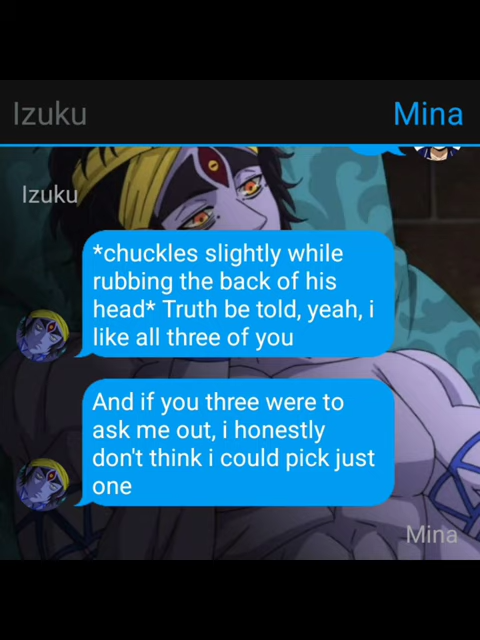 Izuku
Mina
Izuku
*chuckles slightly while
rubbing the back of his
head* Truth be told, yeah, i
like all three of you
And if you three were to
ask me out, i honestly
don't think i could pick just
one
Mina